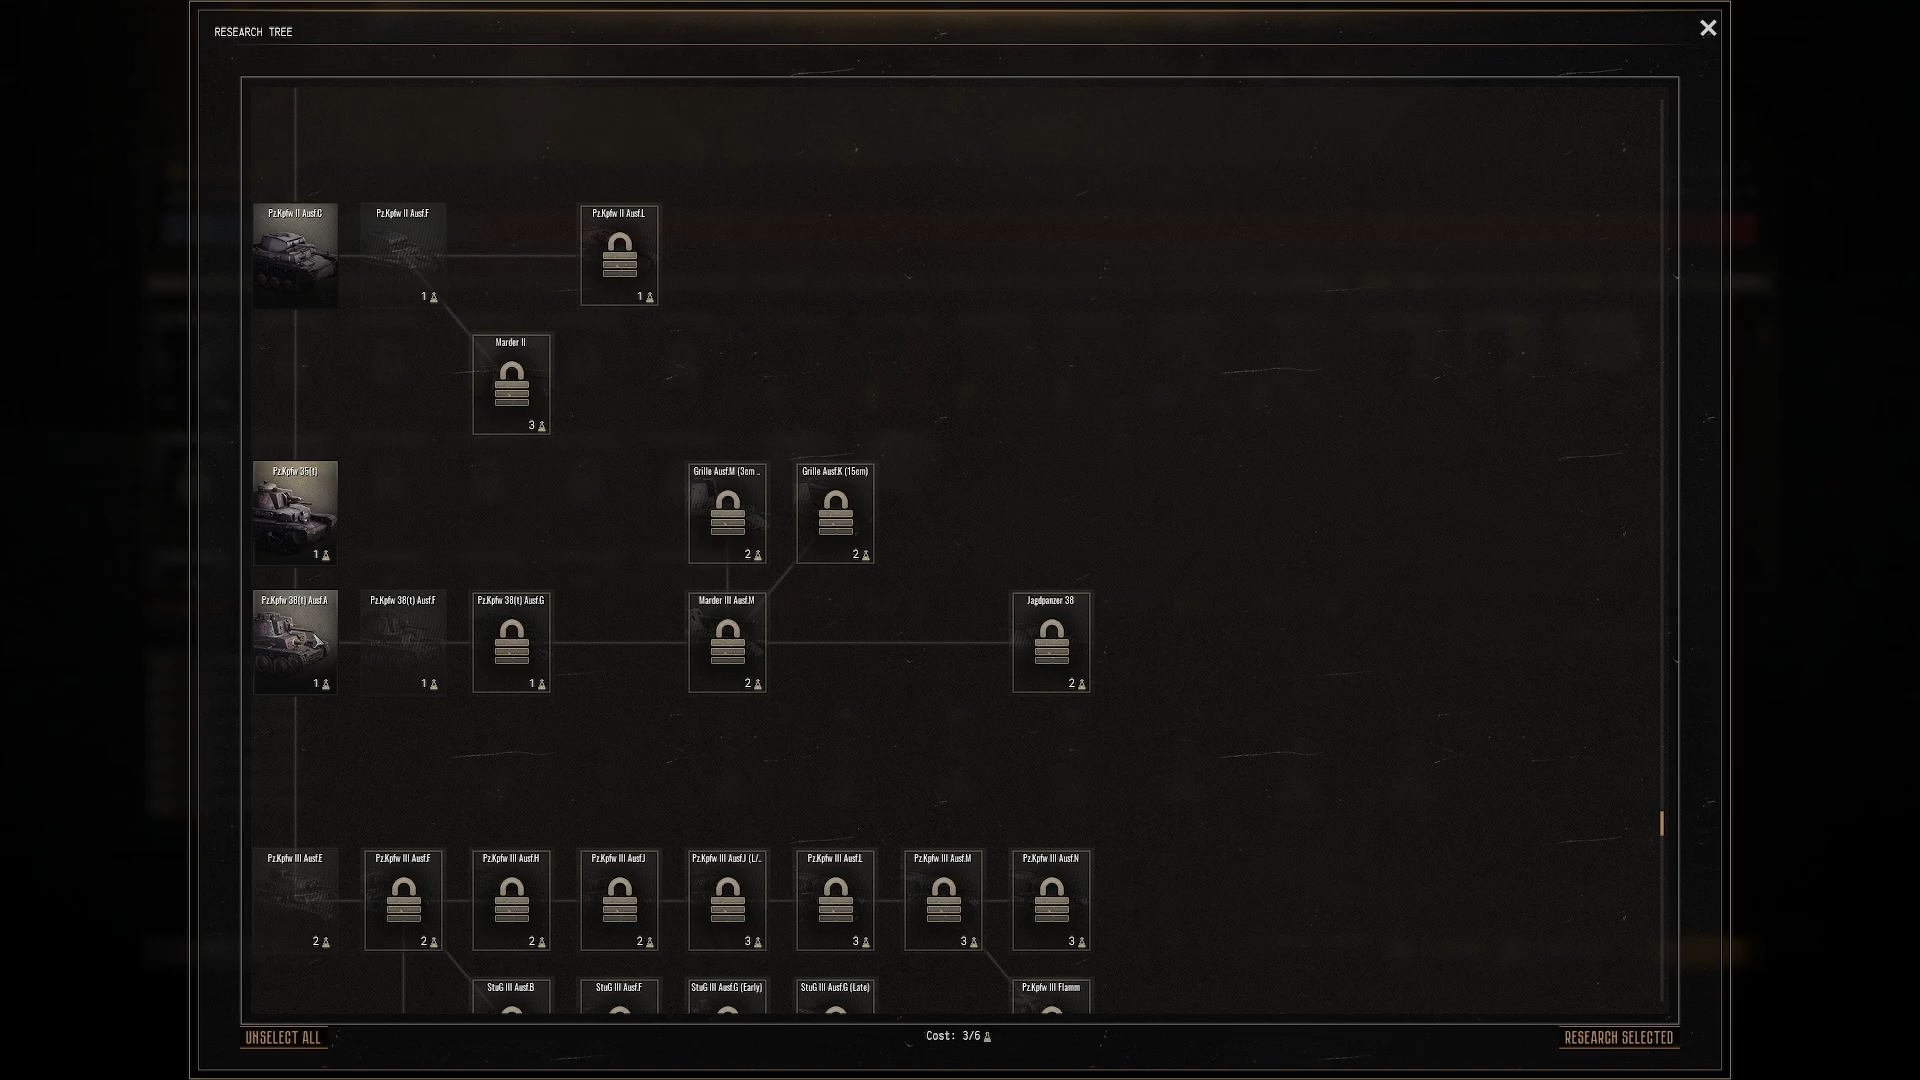 RESEARCH TREE
Pz.Kpfw II Ausf.C
Pz.Kpfw II Ausf.F
Pz.Kpfw II Ausf.L
1
1
Marder II
3
Pz.Kpfw 35(t)
Grille Ausf.M (3cm ..
Grille Ausf.K (15cm)
1
2
2
Pz.Kpfw 38(t) Ausf.A
Pz.Kpfw 38(t) Ausf.F
Pz.Kpfw 38(t) Ausf.G
Marder III Ausf.M
Jagdpanzer 38
1
1
1
2
2
Pz.Kpfw III Ausf.E
Pz.Kpfw III Ausf.F
Pz.Kpfw III Ausf.H
Pz.Kpfw III Ausf.J
Pz.Kpfw III Ausf.J (L/..
Pz.Kpfw III Ausf.L
Pz.Kpfw III Ausf.M
Pz.Kpfw III Ausf.N
2
2
2
2
3
3
3
3
StuG III Ausf.B
StuG III Ausf.F
StuG III Ausf.G (Early)
StuG III Ausf.G (Late)
Pz.Kpfw III Flamm
UNSELECT ALL
Cost: 3/6
RESEARCH SELECTED